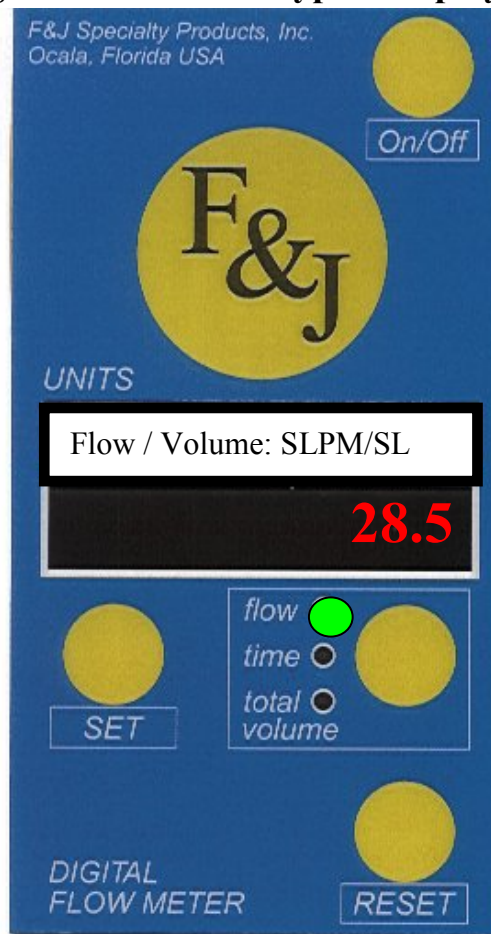 F&J Specialty Products, Inc.
Ocala, Florida USA
On/Off
F&J
UNITS
Flow / Volume: SLPM/SL
28.5
flow
time
total
volume
SET
DIGITAL
FLOW METER
RESET